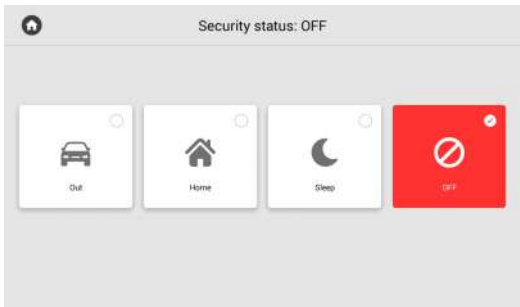 Security status: OFF
Out
Home
Sleep
OFF